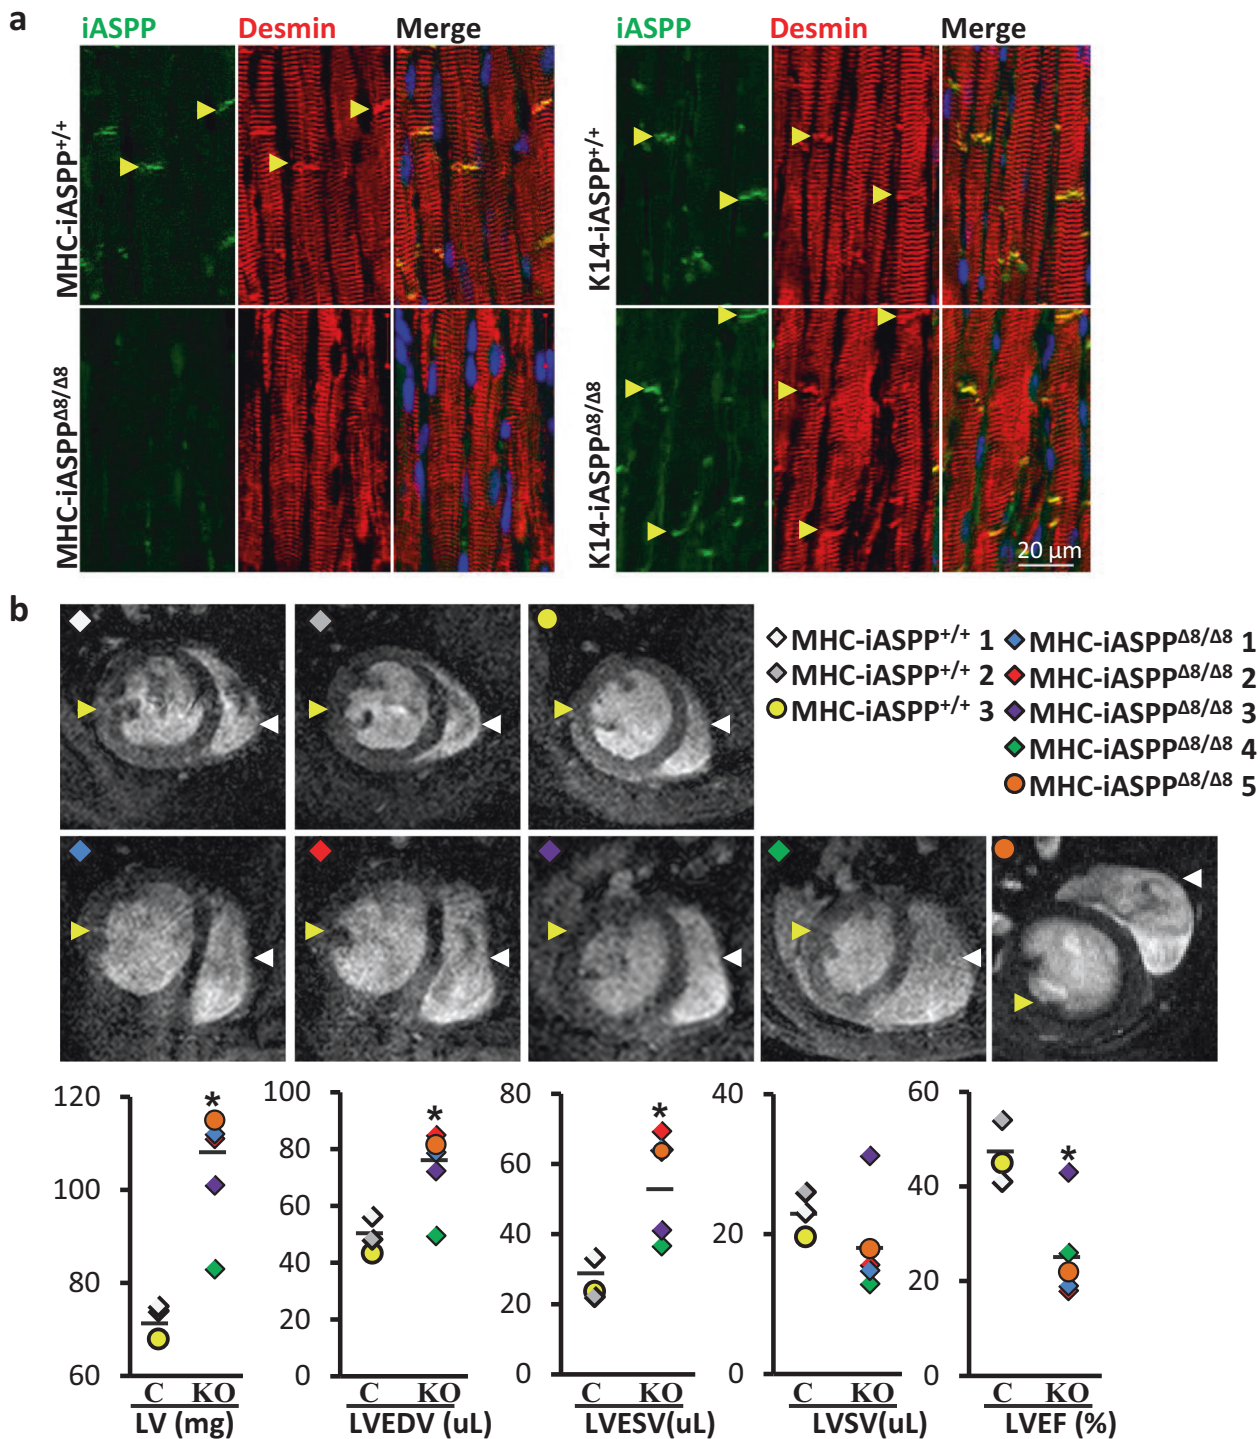 a
iASPP Desmin Merge iASPP Desmin Merge
MHC-iASPP+/+
K14-iASPP+/+
MHC-iASPPΔ8/Δ8
K14-iASPPΔ8/Δ8
20 μm
b
MHC-iASPP+/+ 1
MHC-iASPP+/+ 2
MHC-iASPP+/+ 3
MHC-iASPPΔ8/Δ8 1
MHC-iASPPΔ8/Δ8 2
MHC-iASPPΔ8/Δ8 3
MHC-iASPPΔ8/Δ8 4
MHC-iASPPΔ8/Δ8 5
120
100
80
60
*
C KO
LV (mg)
100
80
60
40
20
0
*
C KO
LVEDV (uL)
80
60
40
20
0
*
C KO
LVESV(uL)
40
20
0
C KO
LVSV(uL)
60
40
20
0
*
C KO
LVEF (%)